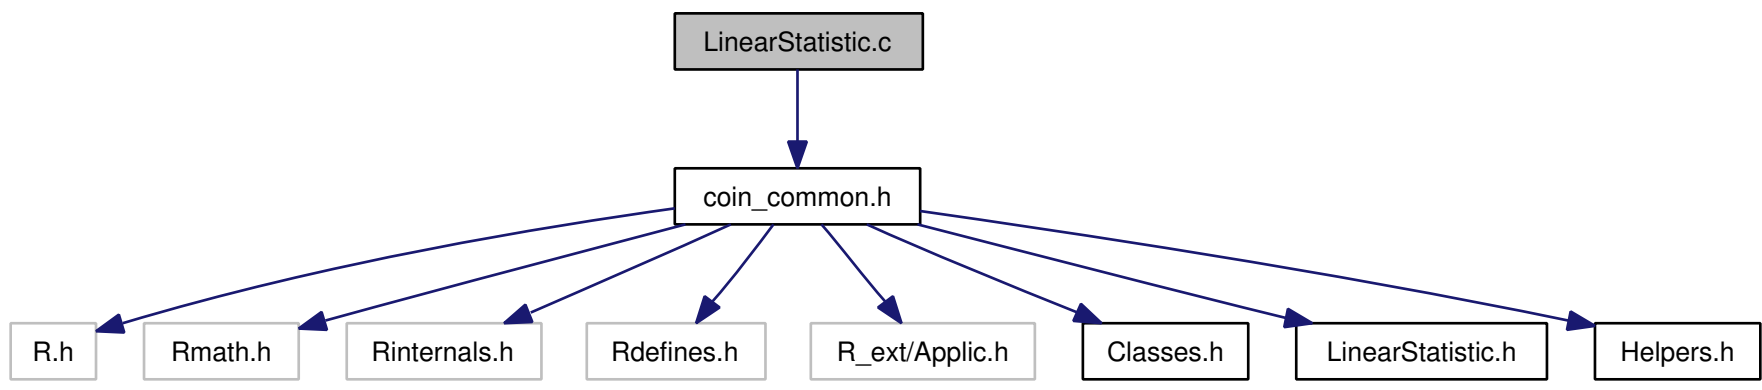 LinearStatistic.c
coin_common.h
R.h
Rmath.h
Rinternals.h
Rdefines.h
R_ext/Applic.h
Classes.h
LinearStatistic.h
Helpers.h